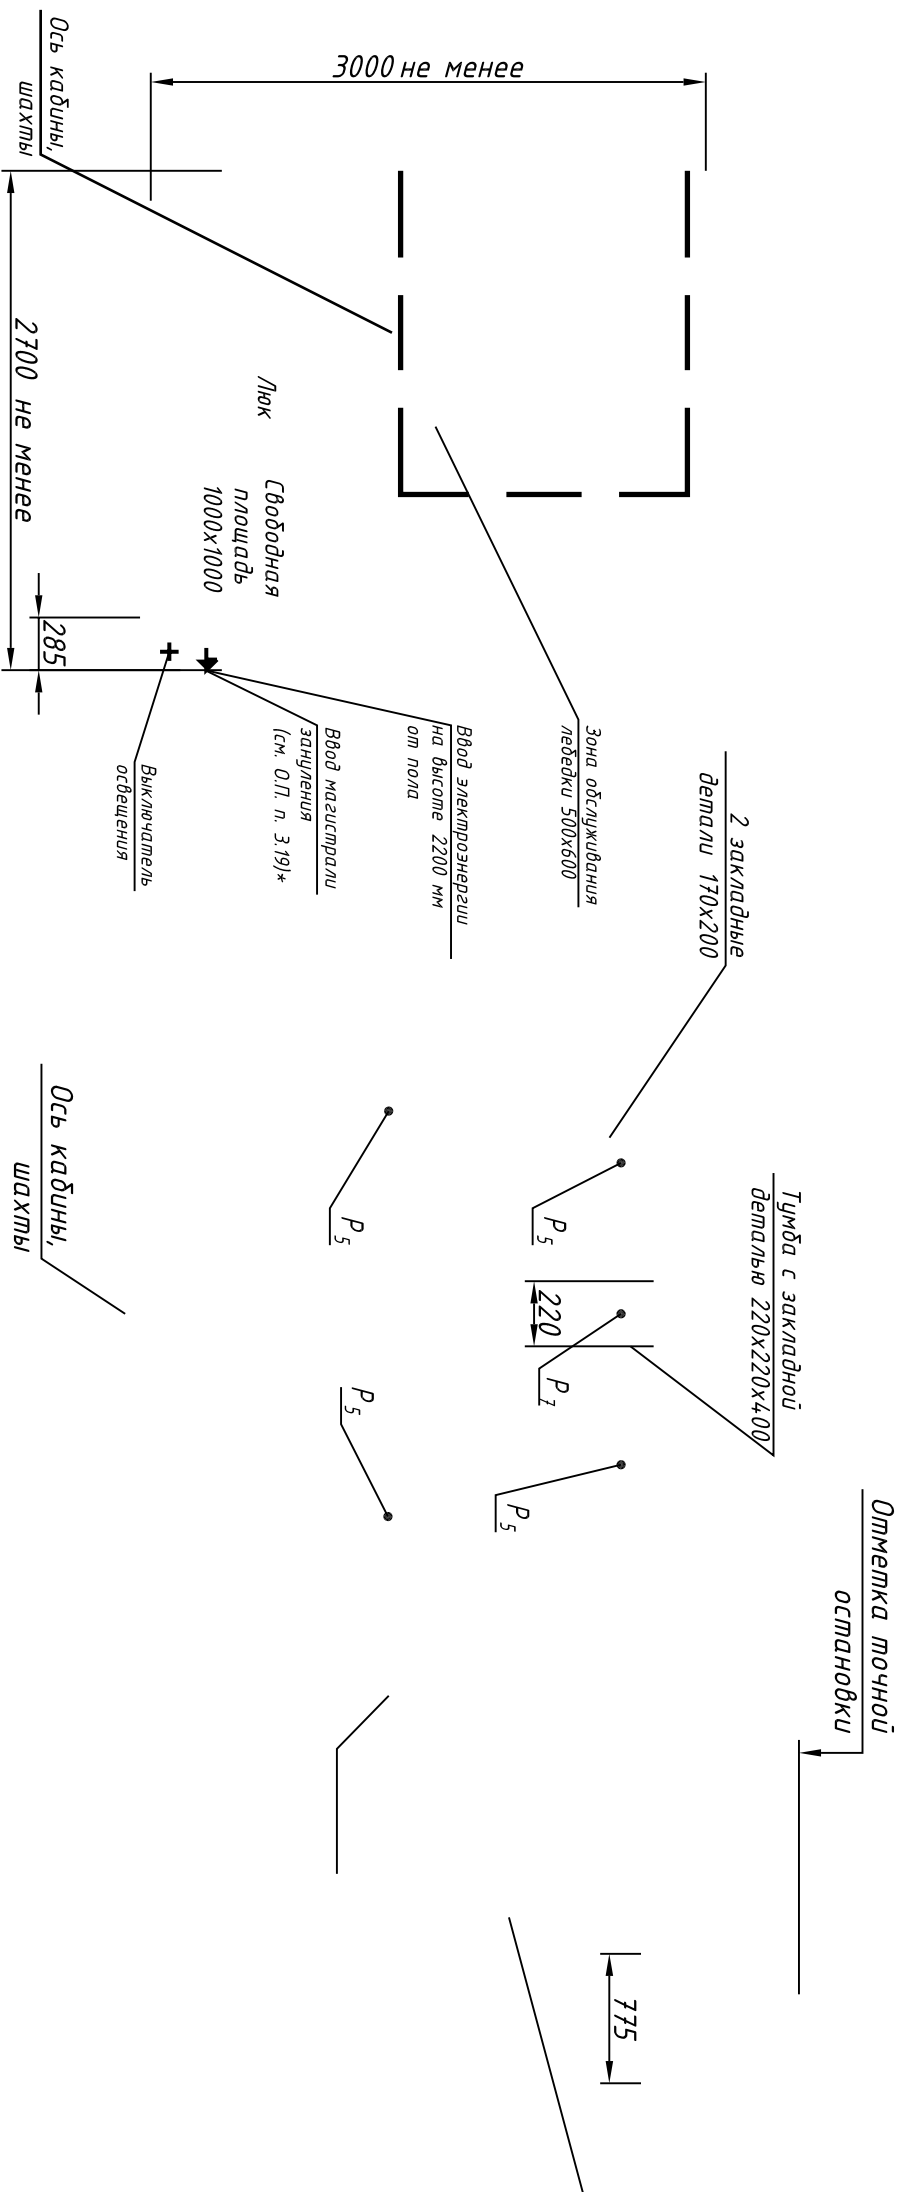 3000 не менее
Ось кабины,
шахты
2700 не менее
Люк
Свободная
площадь
1000х1000
285
Зона обслуживания
лебедки 500х600
Ввод электроэнергии
на высоте 2200 мм
от пола
Ввод магистрали
зануления
(см. О.П. п. 3.19)*
Выключатель
освещения
2 закладные
детали 170х200
Ось кабины,
шахты
P5
P5
220
P7
Тумба с закладной
деталью 220х220х400
P5
P5
Отметка точной
остановки
775